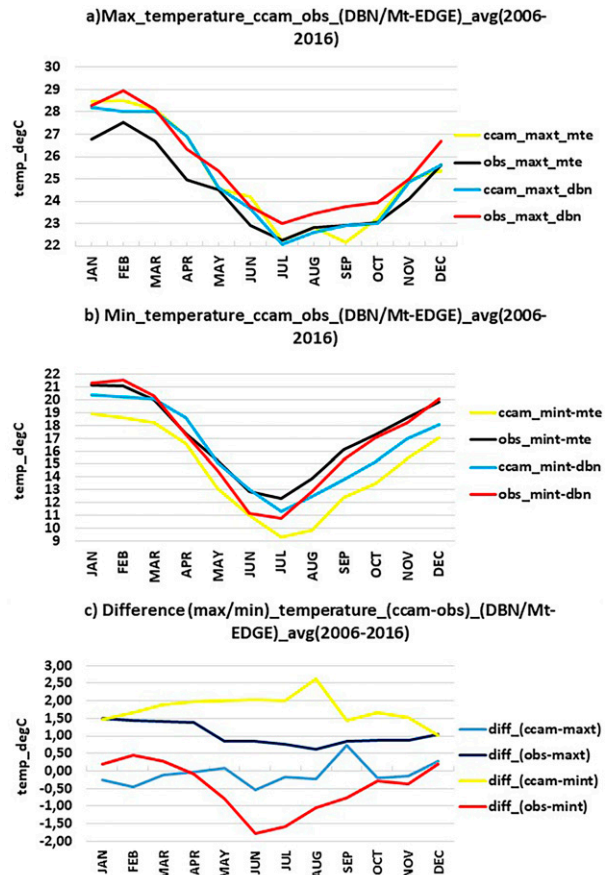 a)Max_temperature_ccam_obs_(DBN/Mt-EDGE)_avg(2006-
2016)
30
29
28
27
26
25
24
23
22
temp_degC
JAN FEB MAR APR MAY JUN JUL AUG SEP OCT NOV DEC
ccam_maxt_mte
obs_maxt_mte
ccam_maxt_dbn
obs_maxt_dbn
b) Min_temperature_ccam_obs_(DBN/Mt-EDGE)_avg(2006-
2016)
22
21
20
19
18
17
16
15
14
13
12
11
10
9
temp_degC
JAN FEB MAR APR MAY JUN JUL AUG SEP OCT NOV DEC
ccam_mint-mte
obs_mint-mte
ccam_mint-dbn
obs_mint-dbn
c) Difference (max/min)_temperature_(ccam-obs)_(DBN/Mt-
EDGE)_avg(2006-2016)
3,00
2,50
2,00
1,50
1,00
0,50
0,00
-0,50
-1,00
-1,50
-2,00
temp_degC
JAN FEB MAR APR MAY JUN JUL AUG SEP OCT NOV DEC
diff_(ccam-maxt)
diff_(obs-maxt)
diff_(ccam-mint)
diff_(obs-mint)